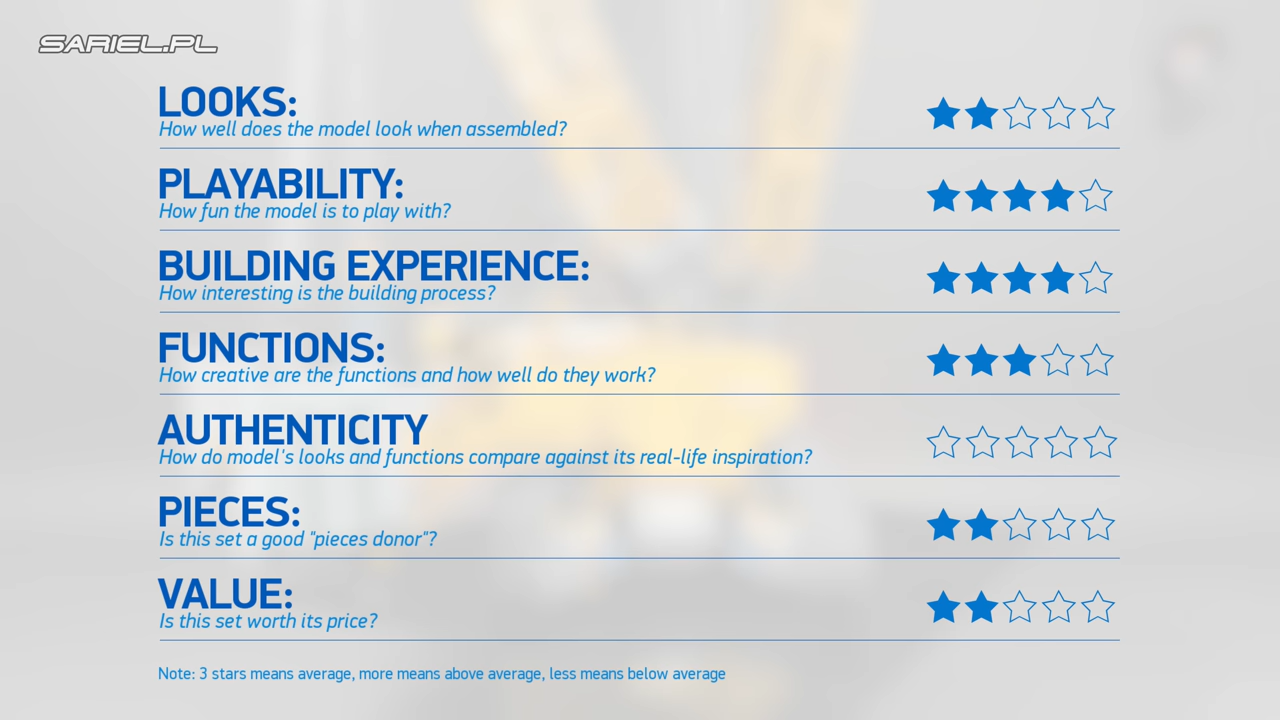 SARIEL.PL
LOOKS:
How well does the model look when assembled?
PLAYABILITY:
How fun the model is to play with?
BUILDING EXPERIENCE:
How interesting is the building process?
FUNCTIONS:
How creative are the functions and how well do they work?
AUTHENTICITY
How do model's looks and functions compare against its real-life inspiration?
PIECES:
Is this set a good "pieces donor"?
VALUE:
Is this set worth its price?
Note: 3 stars means average, more means above average, less means below average